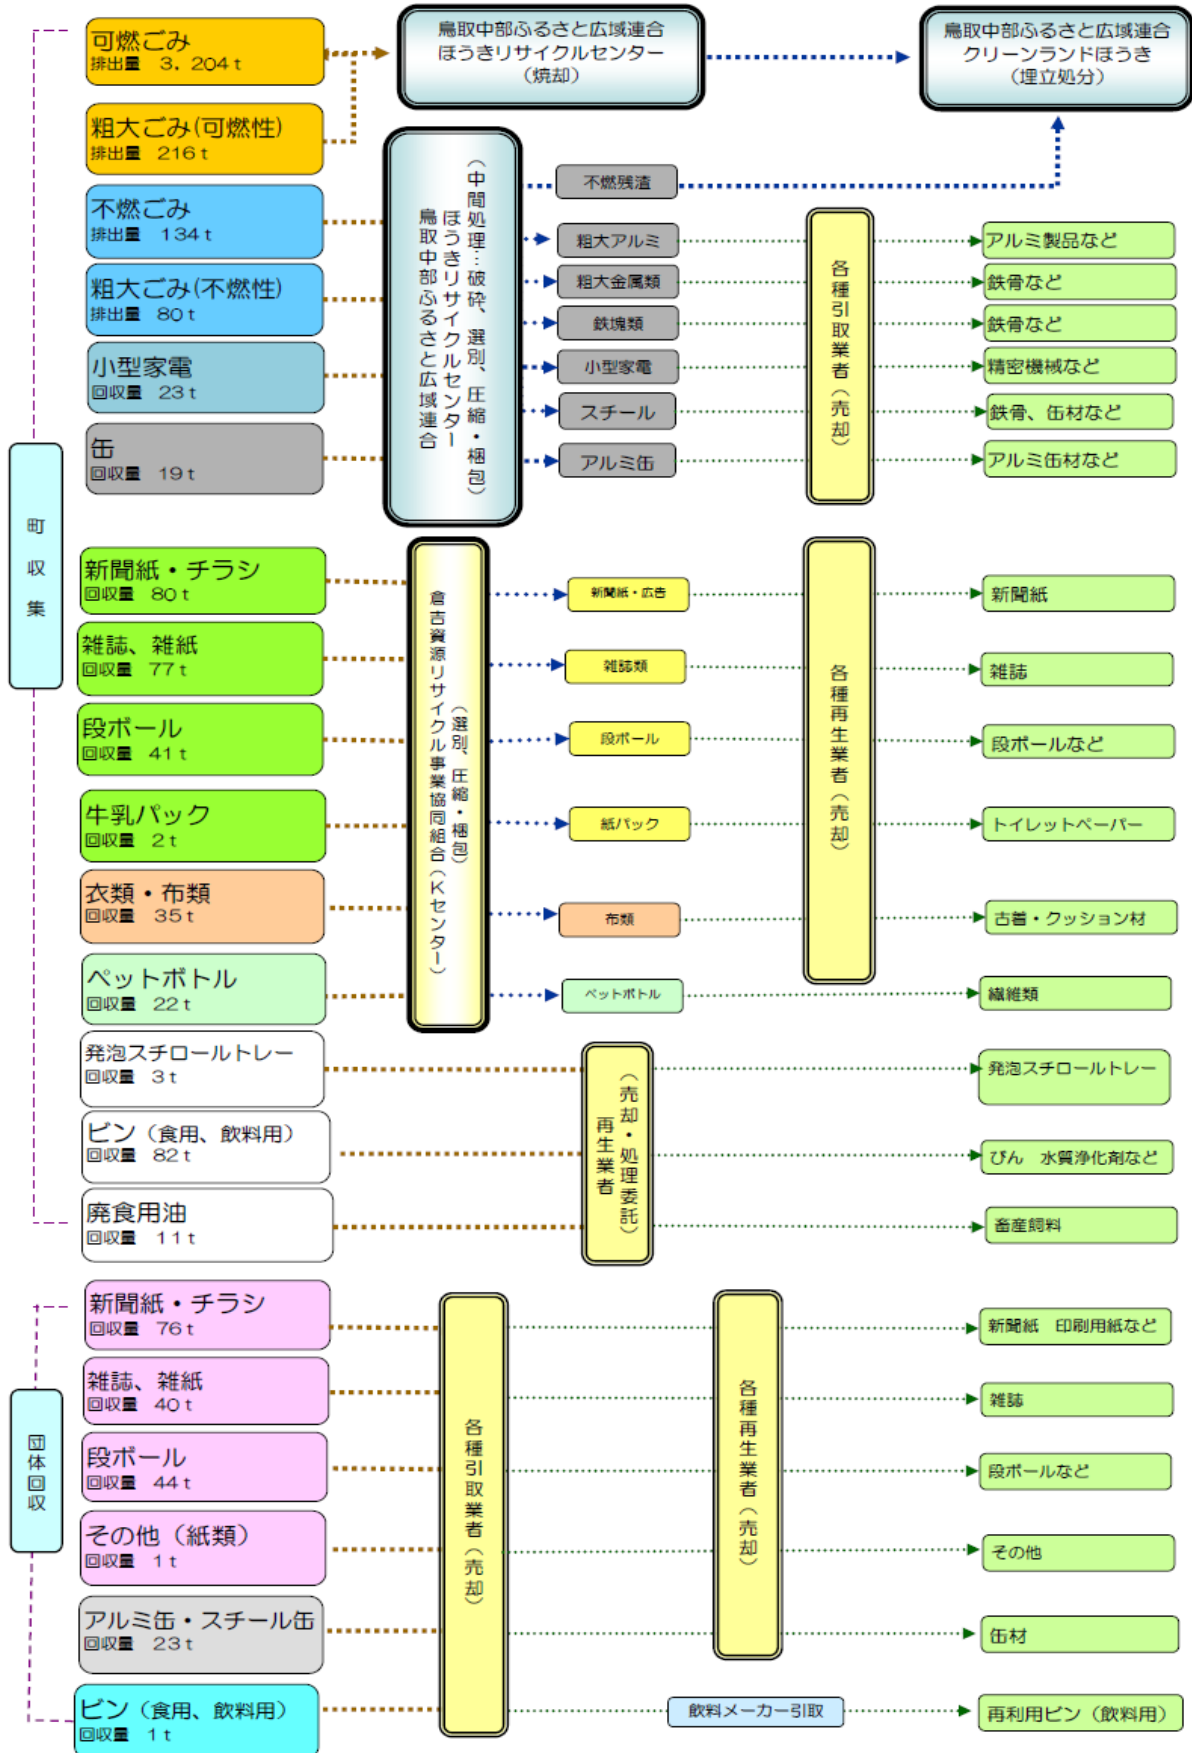 可燃ごみ
排出量 3,204t
粗大ごみ(可燃性)
排出量 216t
不燃ごみ
排出量 134t
粗大ごみ(不燃性)
排出量 80t
小型家電
回収量 23t
缶
回収量 19t
町収集
新聞紙・チラシ
回収量 80t
雑誌、雑紙
回収量 77t
段ボール
回収量 41t
牛乳パック
回収量 2t
衣類・布類
回収量 35t
ペットボトル
回収量 22t
発泡スチロールトレー
回収量 3t
ビン(食用、飲料用)
回収量 82t
廃食用油
回収量 11t
団体回収
新聞紙・チラシ
回収量 76t
雑誌、雑紙
回収量 40t
段ボール
回収量 44t
その他(紙類)
回収量 1t
アルミ缶・スチール缶
回収量 23t
ビン(食用、飲料用)
回収量 1t
鳥取中部ふるさと広域連合
ほうきリサイクルセンター
(焼却)
鳥取中部ふるさと広域連合
クリーンランドほうき
(埋立処分)
鳥取中部ふるさと広域連合
ほうきリサイクルセンター
(中間処理…破砕、選別、圧縮・梱包)
不燃残渣
粗大アルミ
粗大金属類
鉄塊類
小型家電
スチール
アルミ缶
各種引取業者(売却)
アルミ製品など
鉄骨など
鉄骨など
精密機械など
鉄骨、缶材など
アルミ缶材など
倉吉資源リサイクル事業協同組合(Kセンター)
(選別、圧縮・梱包)
新聞紙・広告
雑誌類
段ボール
紙パック
布類
ペットボトル
各種再生業者(売却)
新聞紙
雑誌
段ボールなど
トイレットペーパー
古着・クッション材
繊維類
再生業者
(売却・処理委託)
発泡スチロールトレー
びん 水質浄化剤など
畜産飼料
各種引取業者(売却)
各種再生業者(売却)
飲料メーカー引取
新聞紙 印刷用紙など
雑誌
段ボールなど
その他
缶材
再利用ビン(飲料用)